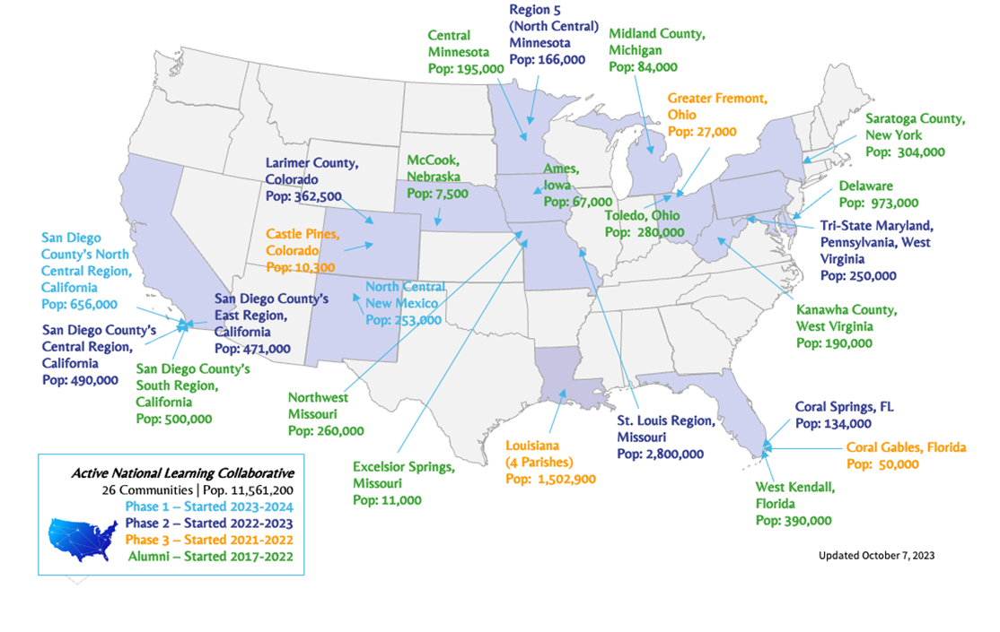 Region 5
(North Central)
Minnesota
Pop: 166,000
Central
Minnesota
Pop: 195,000
Midland County,
Michigan
Pop: 84,000
Greater Fremont,
Ohio
Pop: 27,000
Saratoga County,
New York
Pop: 304,000
Larimer County,
Colorado
Pop: 362,500
McCook,
Nebraska
Pop: 7,500
Ames,
Iowa
Pop: 67,000
Toledo, Ohio
Pop: 280,000
Delaware
Pop: 973,000
Tri-State Maryland,
Pennsylvania, West
Virginia
Pop: 250,000
Castle Pines,
Colorado
Pop: 10,300
San Diego
County's North
Central Region,
California
Pop: 656,000
North Central
New Mexico
Pop: 253,000
San Diego County's
East Region,
California
Pop: 471,000
Kanawha County,
West Virginia
Pop: 190,000
San Diego County's
Central Region,
California
Pop: 490,000
San Diego County's
South Region,
California
Pop: 500,000
Northwest
Missouri
Pop: 260,000
Excelsior Springs,
Missouri
Pop: 11,000
Louisiana
(4 Parishes)
Pop: 1,502,900
St. Louis Region,
Missouri
Pop: 2,800,000
Coral Springs, FL
Pop: 134,000
Coral Gables, Florida
Pop: 50,000
West Kendall,
Florida
Pop: 390,000
Active National Learning Collaborative
26 Communities | Pop. 11,561,200
Phase 1 – Started 2023-2024
Phase 2 – Started 2022-2023
Phase 3 – Started 2021-2022
Alumni – Started 2017-2022
Updated October 7, 2023